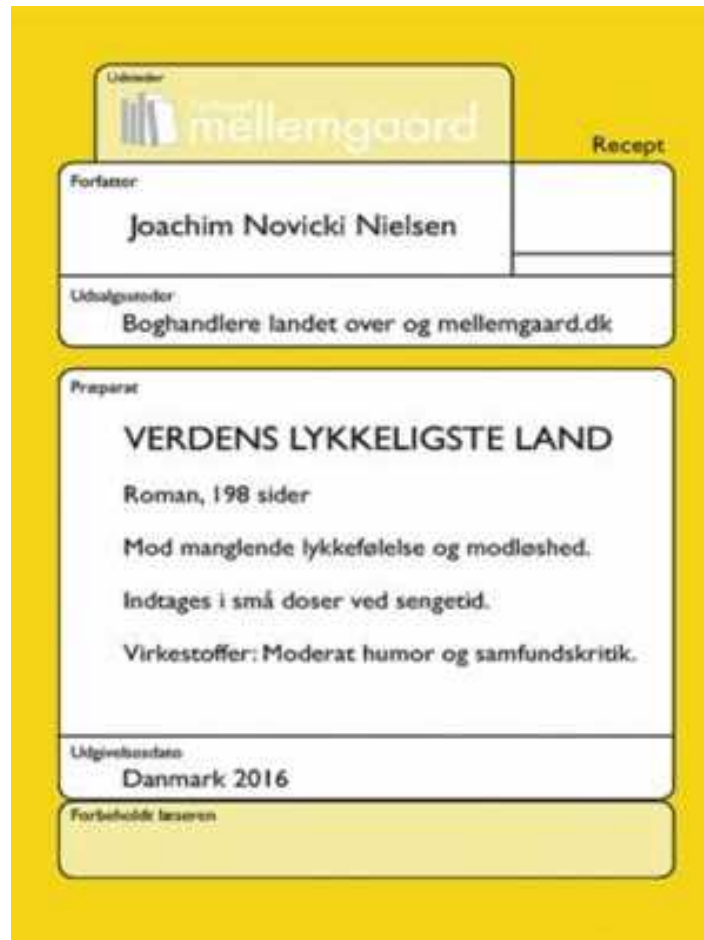 Udsteder
forlaget
mellemgaard
Recept
Forfatter
Joachim Novicki Nielsen
Udsalgssteder
Boghandlere landet over og mellemgaard.dk
Præparat
VERDENS LYKKELIGSTE LAND
Roman, 198 sider
Mod manglende lykkefølelse og modløshed.
Indtages i små doser ved sengetid.
Virkestoffer: Moderat humor og samfundskritik.
Udgivelsesdato
Danmark 2016
Forbeholdt læseren